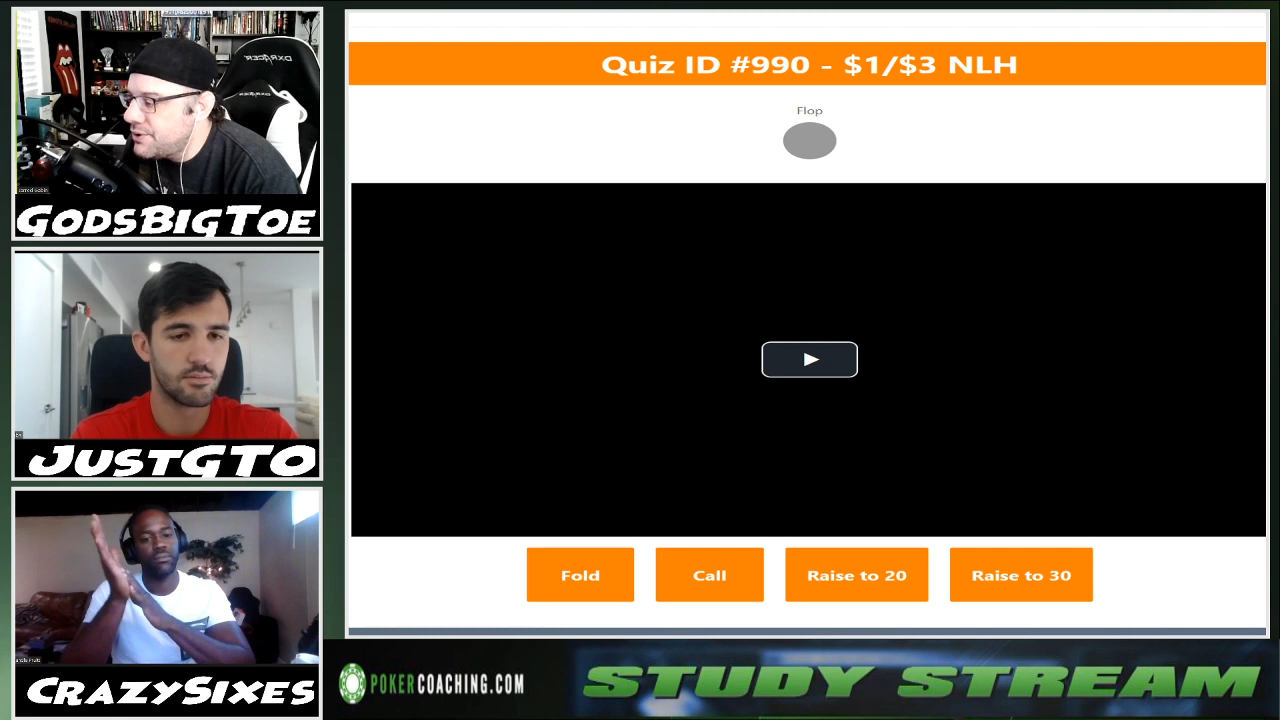 DXRACER
GODSBIGTOE
JUSTGTO
CRAZYSIXES
Quiz ID #990 - $1/$3 NLH
Flop
Fold
Call
Raise to 20
Raise to 30
POKERCOACHING.COM
STUDY STREAM